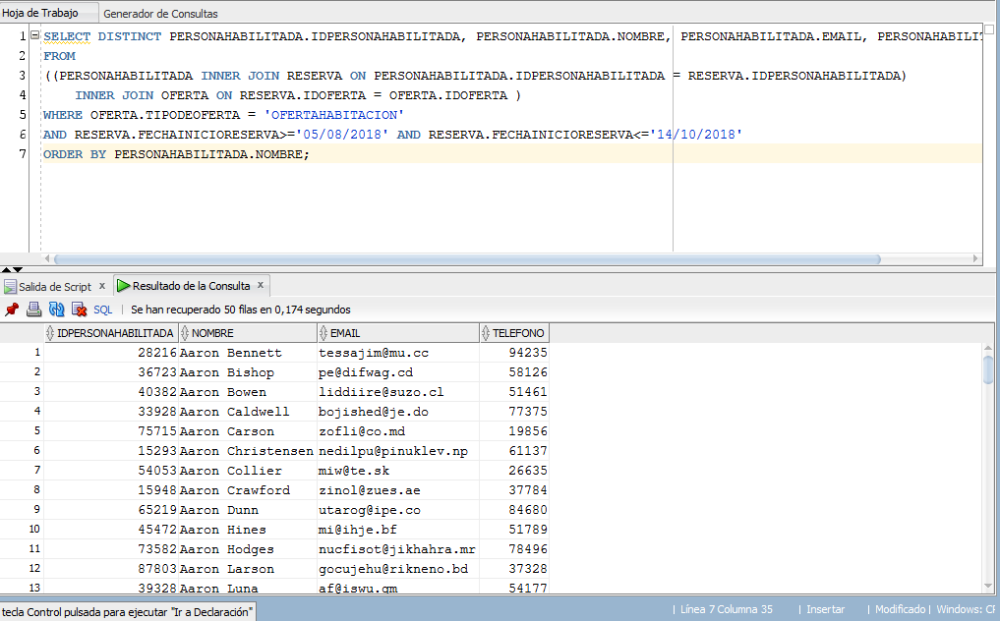 Hoja de Trabajo Generador de Consultas
1 SELECT DISTINCT PERSONAHABILITADA.IDPERSONAHABILITADA, PERSONAHABILITADA.NOMBRE, PERSONAHABILITADA.EMAIL, PERSONAHABILIT
2 FROM
3 ((PERSONAHABILITADA INNER JOIN RESERVA ON PERSONAHABILITADA.IDPERSONAHABILITADA = RESERVA.IDPERSONAHABILITADA)
4 INNER JOIN OFERTA ON RESERVA.IDOFERTA = OFERTA.IDOFERTA )
5 WHERE OFERTA.TIPODEOFERTA = 'OFERTAHABITACION'
6 AND RESERVA.FECHAINICIORESERVA>='05/08/2018' AND RESERVA.FECHAINICIORESERVA<='14/10/2018'
7 ORDER BY PERSONAHABILITADA.NOMBRE;
Salida de Script x Resultado de la Consulta x
SQL | Se han recuperado 50 filas en 0,174 segundos
IDPERSONAHABILITADA NOMBRE EMAIL TELEFONO
1 28216 Aaron Bennett tessajim@mu.cc 94235
2 36723 Aaron Bishop pe@difwag.cd 58126
3 40382 Aaron Bowen liddiire@suzo.cl 51461
4 33928 Aaron Caldwell bojished@je.do 77375
5 75715 Aaron Carson zofli@co.md 19856
6 15293 Aaron Christensen nedilpu@pinuklev.np 61137
7 54053 Aaron Collier miw@te.sk 26635
8 15948 Aaron Crawford zinol@zues.ae 37784
9 65219 Aaron Dunn utarog@ipe.co 84680
10 45472 Aaron Hines mi@ihje.bf 51789
11 73582 Aaron Hodges nucfisot@jikhahra.mr 78496
12 87803 Aaron Larson gocujehu@rikneno.bd 37328
13 39328 Aaron Luna af@iswu.gm 54177
tecla Control pulsada para ejecutar "Ir a Declaración" | Línea 7 Columna 35 | Insertar | Modificado | Windows: CF